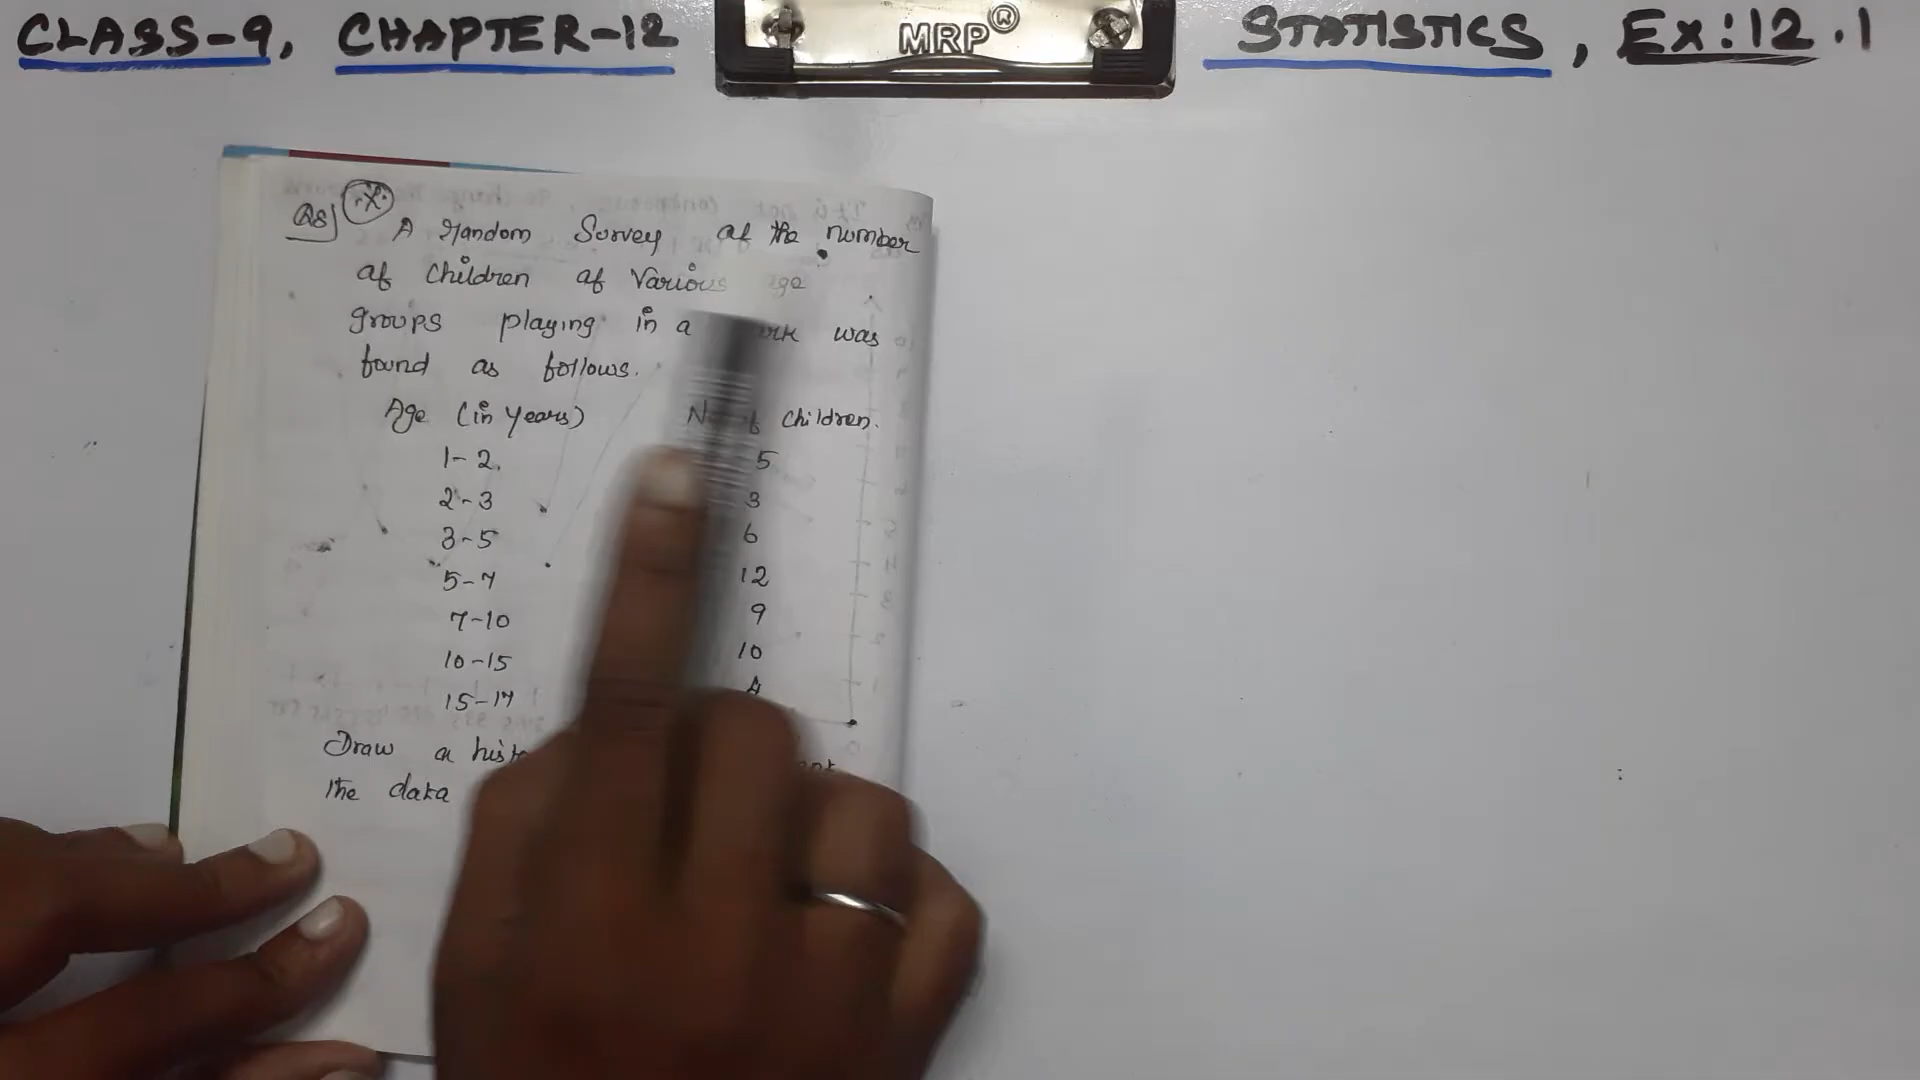 CLASS-9, CHAPTER-12
MRP®
STATISTICS, Ex:12.1
Q8)
A random Survey of the number
of children of Various age
groups playing in a was
found as follows.
Age (in years) children.
1-2 5
2-3 3
3-5 6
5-7 12
7-10 9
10-15 10
15-17 4
Draw a
the data